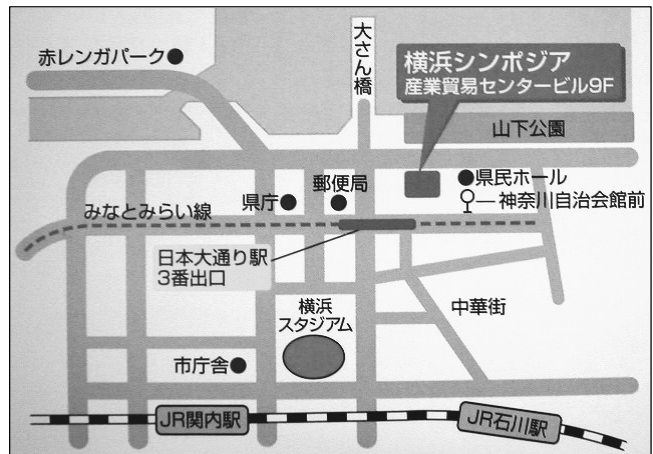 赤レンガパーク
大さん橋
横浜シンポジア
産業貿易センタービル9F
山下公園
県民ホール
神奈川自治会館前
県庁
郵便局
みなとみらい線
日本大通り駅
3番出口
横浜
スタジアム
中華街
市庁舎
JR関内駅
JR石川駅